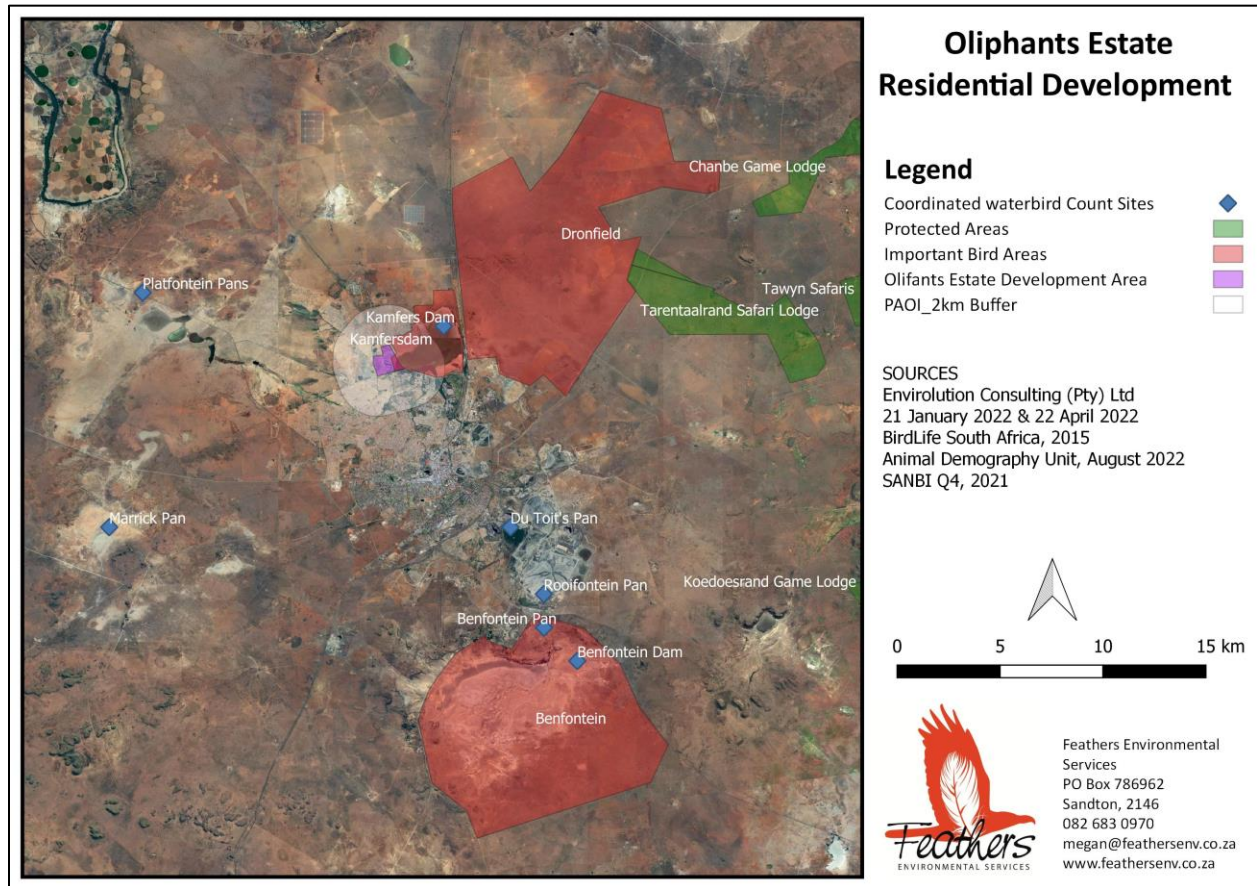 Oliphants Estate
Residential Development
Legend
Coordinated waterbird Count Sites
Protected Areas
Important Bird Areas
Olifants Estate Development Area
PAOI_2km Buffer
SOURCES
Envirolution Consulting (Pty) Ltd
21 January 2022 & 22 April 2022
BirdLife South Africa, 2015
Animal Demography Unit, August 2022
SANBI Q4, 2021
0 5 10 15 km
Feathers
ENVIRONMENTAL SERVICES
Feathers Environmental
Services
PO Box 786962
Sandton, 2146
082 683 0970
megan@feathersenv.co.za
www.feathersenv.co.za
Chanbe Game Lodge
Dronfield
Platfontein Pans
Tawyn Safaris
Tarentaalrand Safari Lodge
Kamfers Dam
Kamfersdam
Marrick Pan
Du Toit's Pan
Rooifontein Pan
Koedoesrand Game Lodge
Benfontein Pan
Benfontein Dam
Benfontein